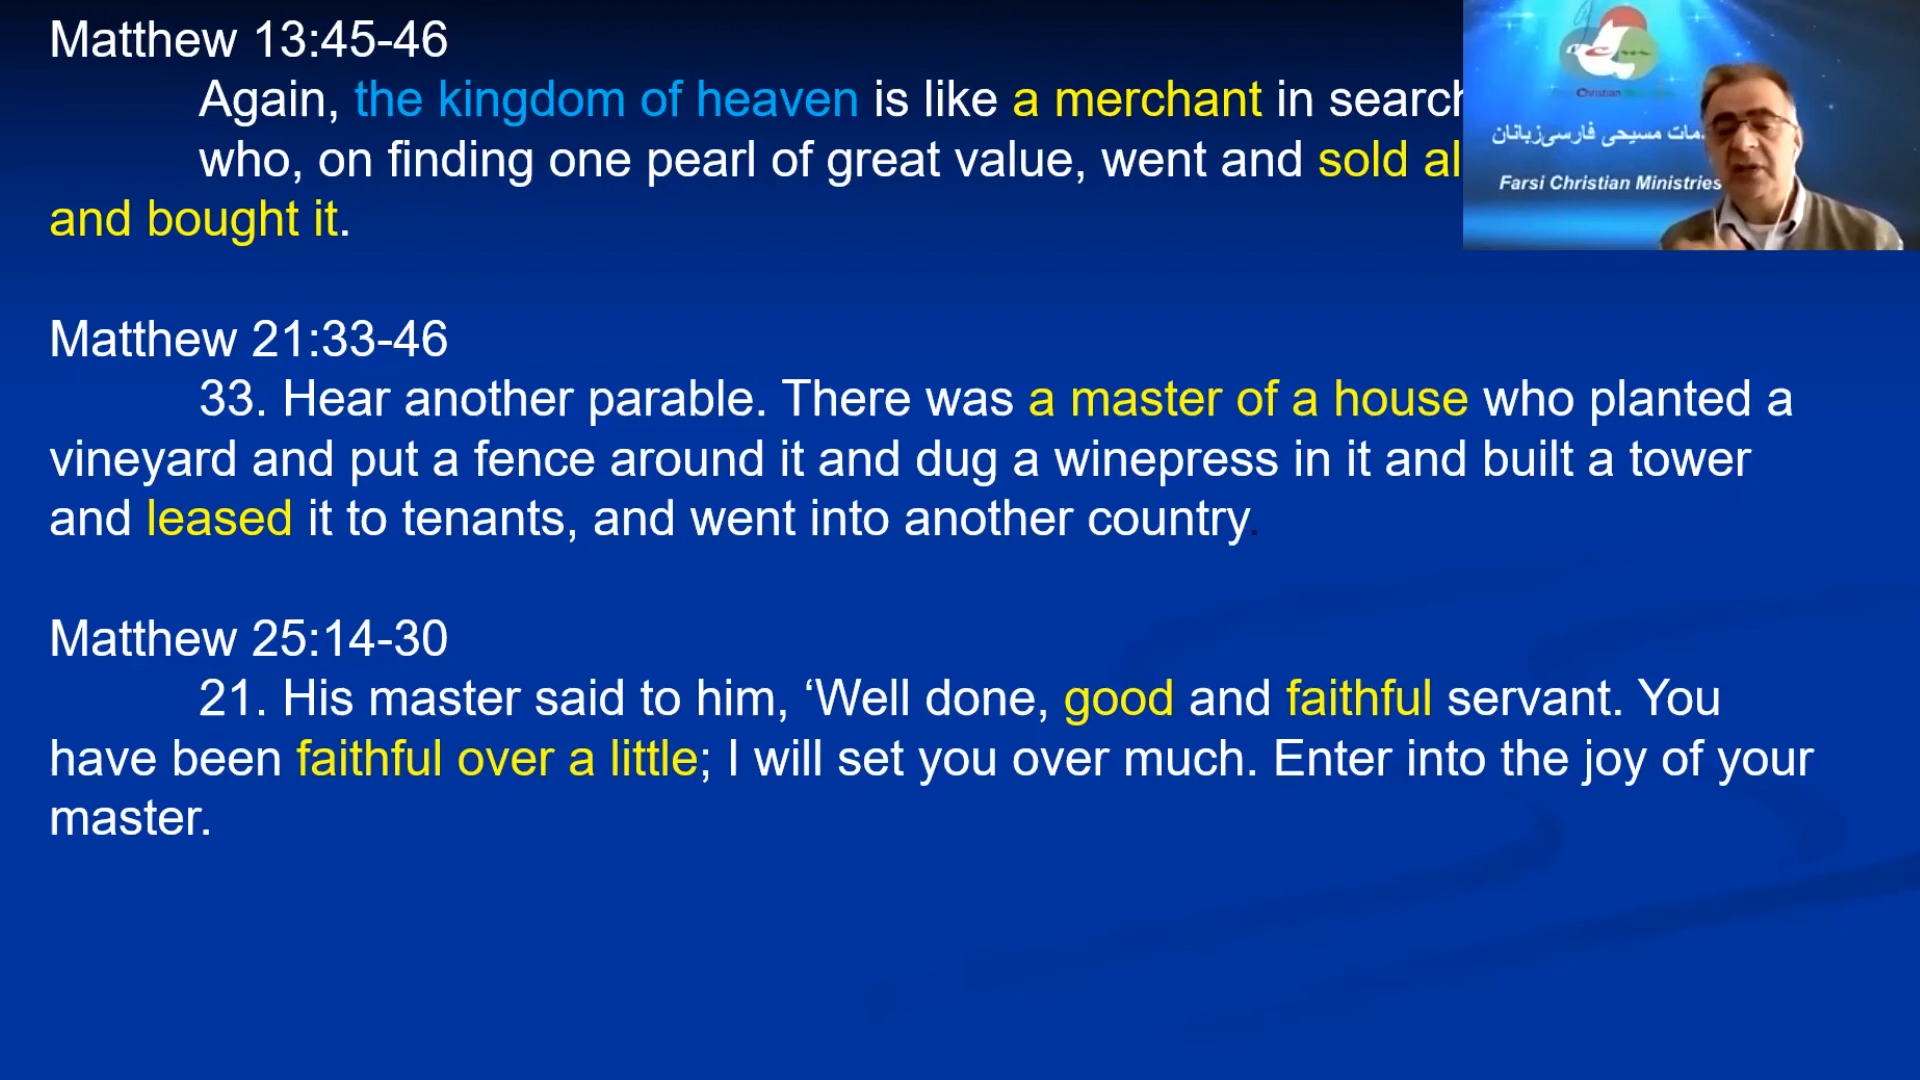 Matthew 13:45-46
Again, the kingdom of heaven is like a merchant in search
who, on finding one pearl of great value, went and sold al
and bought it.
Matthew 21:33-46
33. Hear another parable. There was a master of a house who planted a
vineyard and put a fence around it and dug a winepress in it and built a tower
and leased it to tenants, and went into another country.
Matthew 25:14-30
21. His master said to him, ‘Well done, good and faithful servant. You
have been faithful over a little; I will set you over much. Enter into the joy of your
master.
Christian
مسیحی فارسی‌زبانان
Farsi Christian Ministries